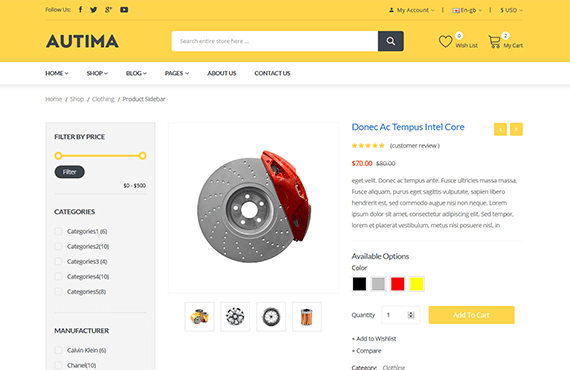 Follow Us:
My Account
En-gb
$ USD
AUTIMA
Search entire store here ...
0
Wish List
2
My Cart
HOME
SHOP
BLOG
PAGES
ABOUT US
CONTACT US
Home / Shop / Clothing / Product Sidebar
FILTER BY PRICE
Filter
$0 - $500
CATEGORIES
Categories1 (6)
Categories2(10)
Categories3 (4)
Categories4(10)
Categories5(8)
MANUFACTURER
Calvin Klein (6)
Chanel(10)
Donec Ac Tempus Intel Core
(customer review )
$70.00 $80.00
eget velit. Donec ac tempus ante. Fusce ultricies massa massa.
Fusce aliquam, purus eget sagittis vulputate, sapien libero
hendrerit est, sed commodo augue nisi non neque. Lorem
ipsum dolor sit amet, consectetur adipiscing elit. Sed tempor,
lorem et placerat vestibulum, metus nisi posuere nisl, in
Available Options
Color
Quantity 1
Add To Cart
+ Add to Wishlist
+ Compare
Category: Clothing